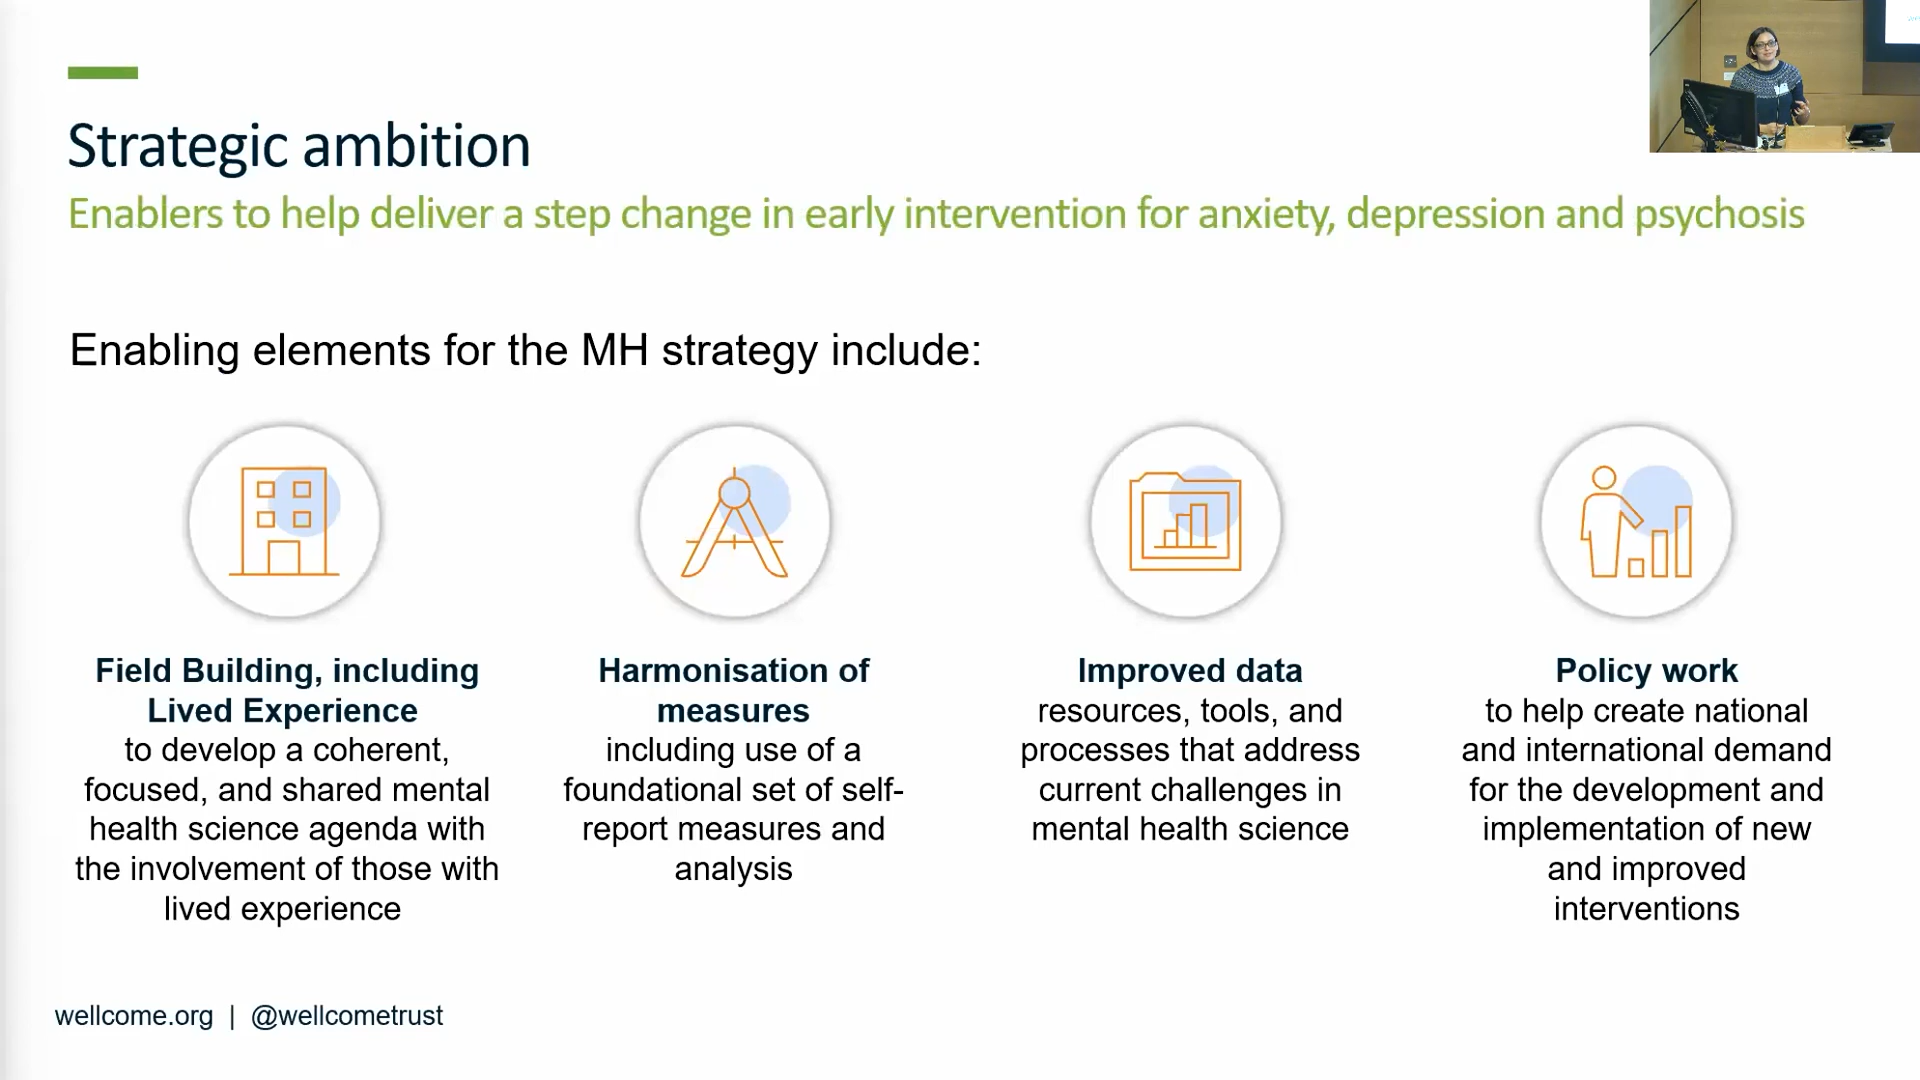 Strategic ambition
Enablers to help deliver a step change in early intervention for anxiety, depression and psychosis
Enabling elements for the MH strategy include:
Field Building, including
Lived Experience
to develop a coherent,
focused, and shared mental
health science agenda with
the involvement of those with
lived experience
Harmonisation of
measures
including use of a
foundational set of self-
report measures and
analysis
Improved data
resources, tools, and
processes that address
current challenges in
mental health science
Policy work
to help create national
and international demand
for the development and
implementation of new
and improved
interventions
wellcome.org | @wellcometrust